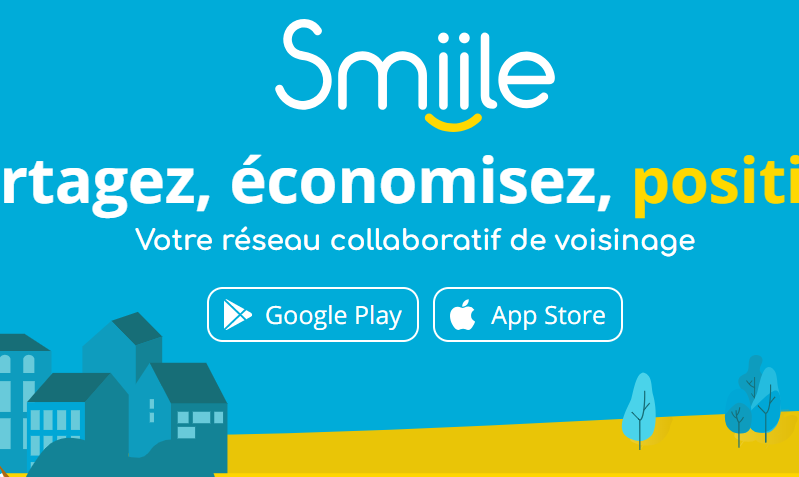 Smiile
rtagez, économisez, positi
Votre réseau collaboratif de voisinage
Google Play
App Store